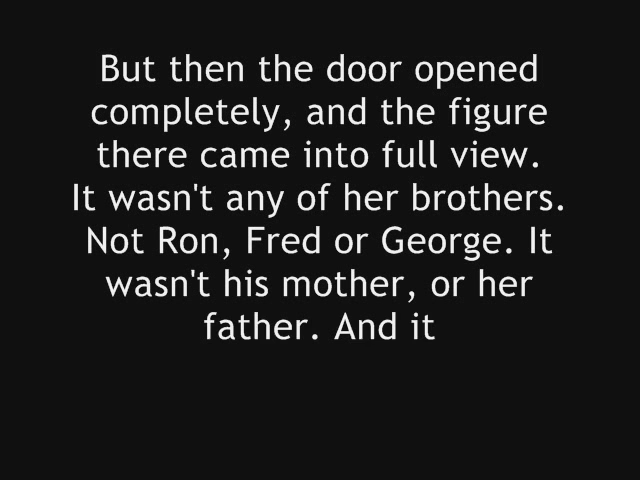 But then the door opened
completely, and the figure
there came into full view.
It wasn't any of her brothers.
Not Ron, Fred or George. It
wasn't his mother, or her
father. And it